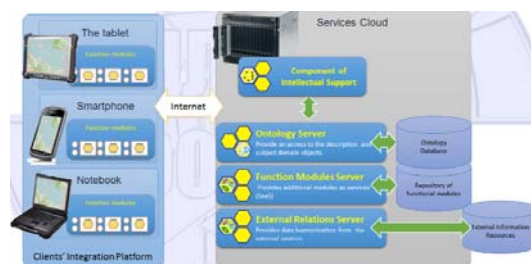 The tablet
Function modules
Smartphone
Function modules
Notebook
Function modules
Clients' Integration Platform
Internet
Services Cloud
Component of
Intellectual Support
Ontology Server
Provide an access to the description and
subject domain objects.
Function Modules Server
Provides additional modules as services
(SaaS)
External Relations Server
Provides data harmonization from the
external sources.
Ontology
Database
Repository of
functional modules
External Information
Resources